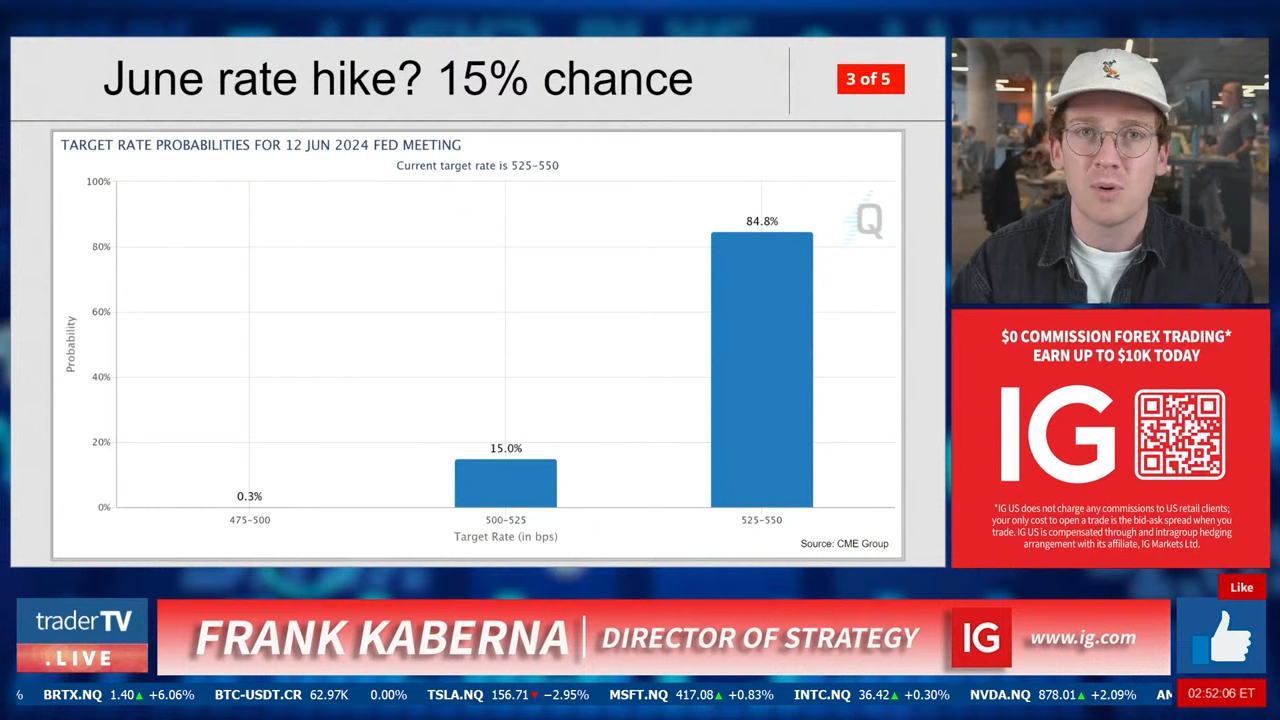 June rate hike? 15% chance
3 of 5
TARGET RATE PROBABILITIES FOR 12 JUN 2024 FED MEETING
Current target rate is 525-550
100%
80%
60%
40%
20%
0%
Probability
0.3%
15.0%
84.8%
Q
475-500
500-525
525-550
Target Rate (in bps)
Source: CME Group
$0 COMMISSION FOREX TRADING*
EARN UP TO $10K TODAY
IG
*IG US does not charge any commissions to US retail clients;
your only cost to open a trade is the bid-ask spread when you
trade. IG US is compensated through and intragroup hedging
arrangement with its affiliate, IG Markets Ltd.
Like
traderTV
.LIVE
FRANK KABERNA
DIRECTOR OF STRATEGY
IG
www.ig.com
% BRTX.NQ 1.40▲ +6.06% BTC-USDT.CR 62.97K 0.00% TSLA.NQ 156.71▼ −2.95% MSFT.NQ 417.08▲ +0.83% INTC.NQ 36.42▲ +0.30% NVDA.NQ 878.01▲ +2.09%
02:52:06 ET